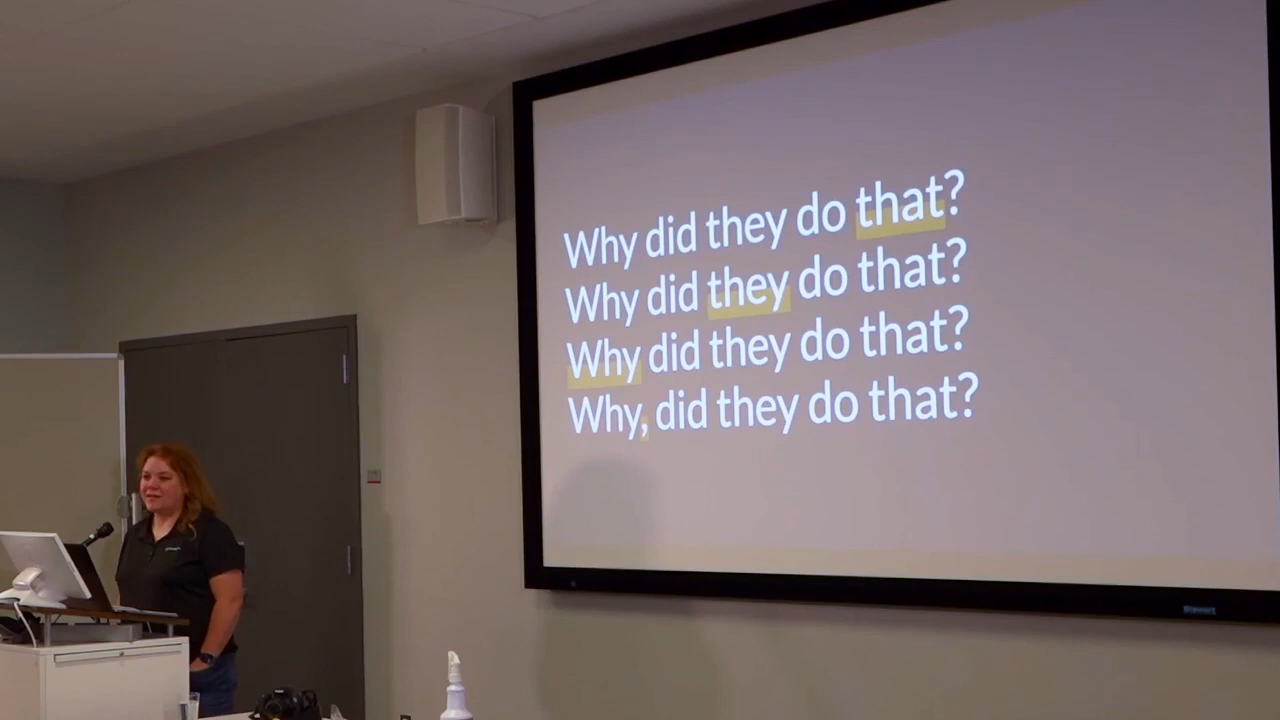 Why did they do that?
Why did they do that?
Why did they do that?
Why, did they do that?
Stewart